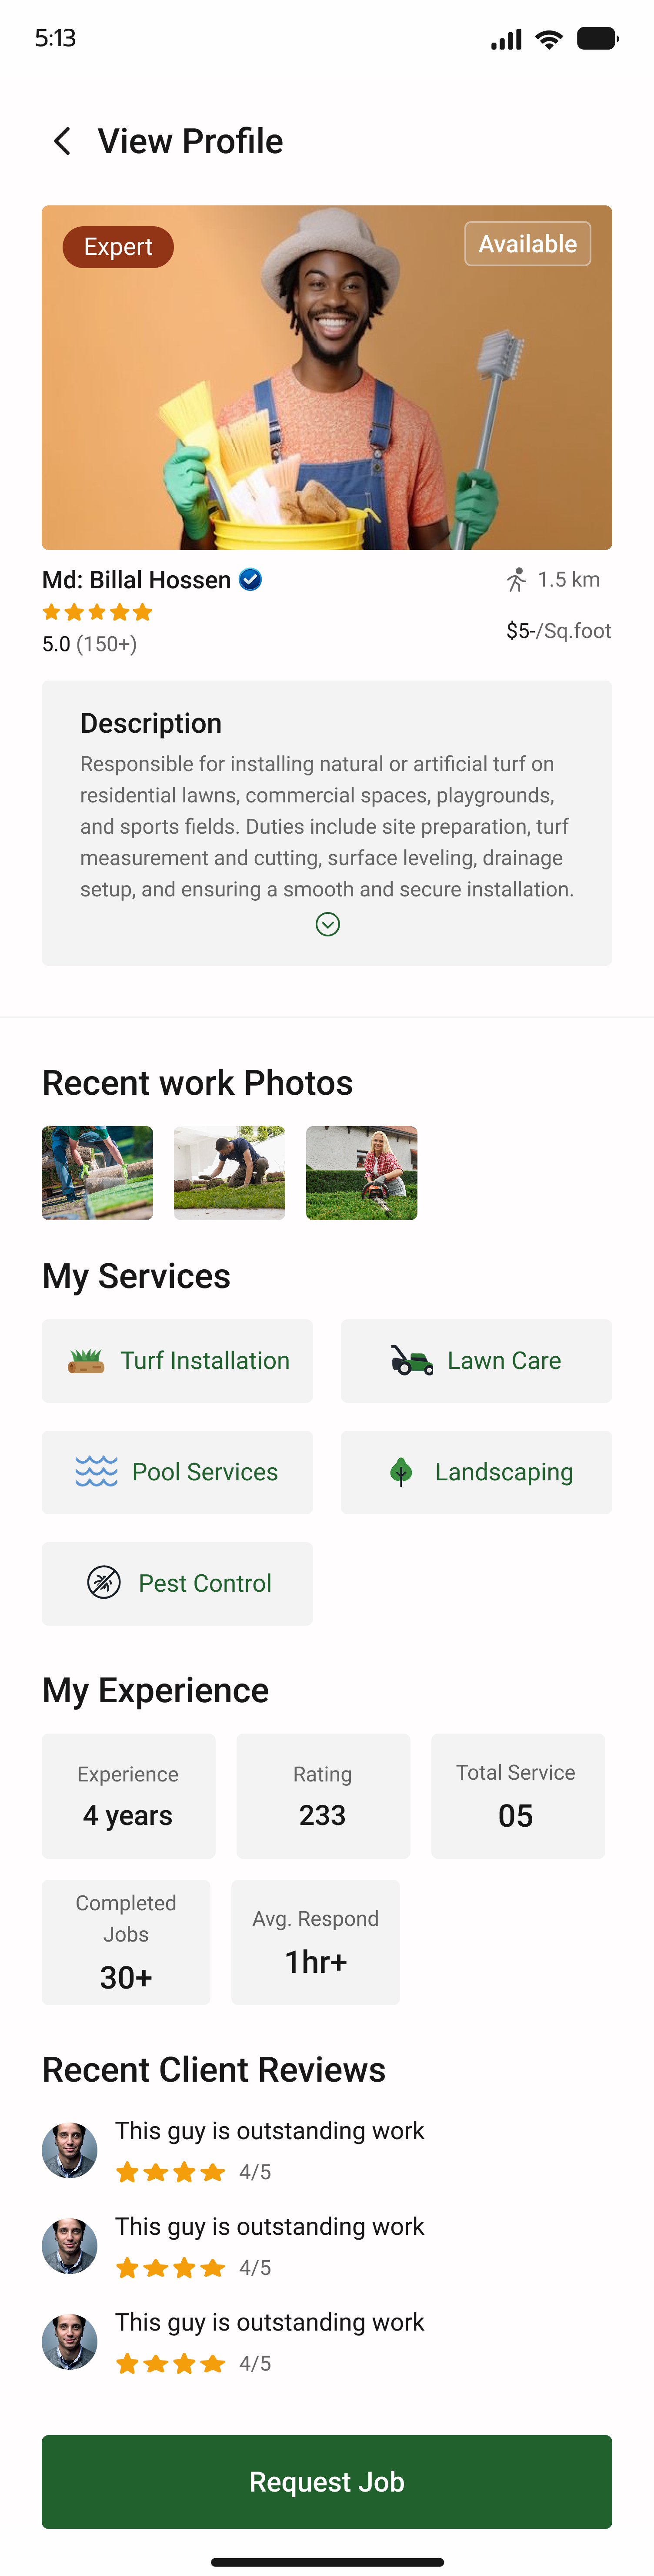 5:13
View Profile
Expert
Available
Md: Billal Hossen
1.5 km
5.0 (150+)
$5-/Sq.foot
Description
Responsible for installing natural or artificial turf on
residential lawns, commercial spaces, playgrounds,
and sports fields. Duties include site preparation, turf
measurement and cutting, surface leveling, drainage
setup, and ensuring a smooth and secure installation.
Recent work Photos
My Services
Turf Installation
Lawn Care
Pool Services
Landscaping
Pest Control
My Experience
Experience
4 years
Rating
233
Total Service
05
Completed
Jobs
30+
Avg. Respond
1hr+
Recent Client Reviews
This guy is outstanding work
4/5
This guy is outstanding work
4/5
This guy is outstanding work
4/5
Request Job